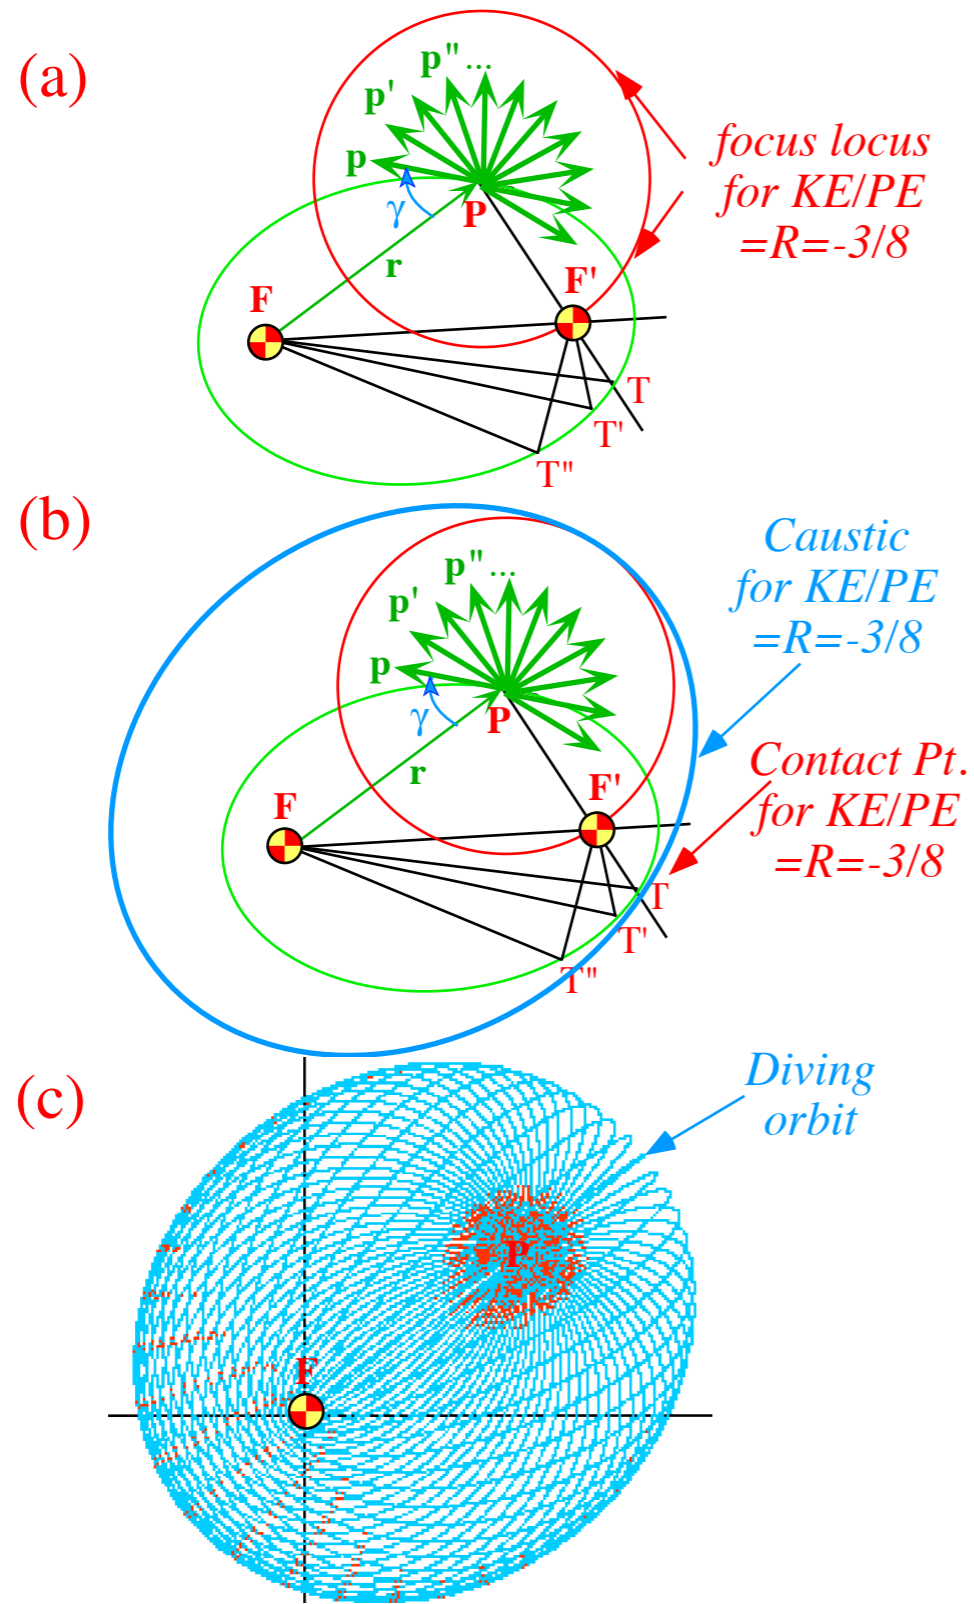 (a)
p" ...
p'
p
γ
P
r
F
F'
T
T'
T"
focus locus
for KE/PE
=R=-3/8
(b)
p" ...
p'
p
γ
P
r
F
F'
T
T'
T"
Caustic
for KE/PE
=R=-3/8
Contact Pt.
for KE/PE
=R=-3/8
(c)
Diving
orbit
P
F